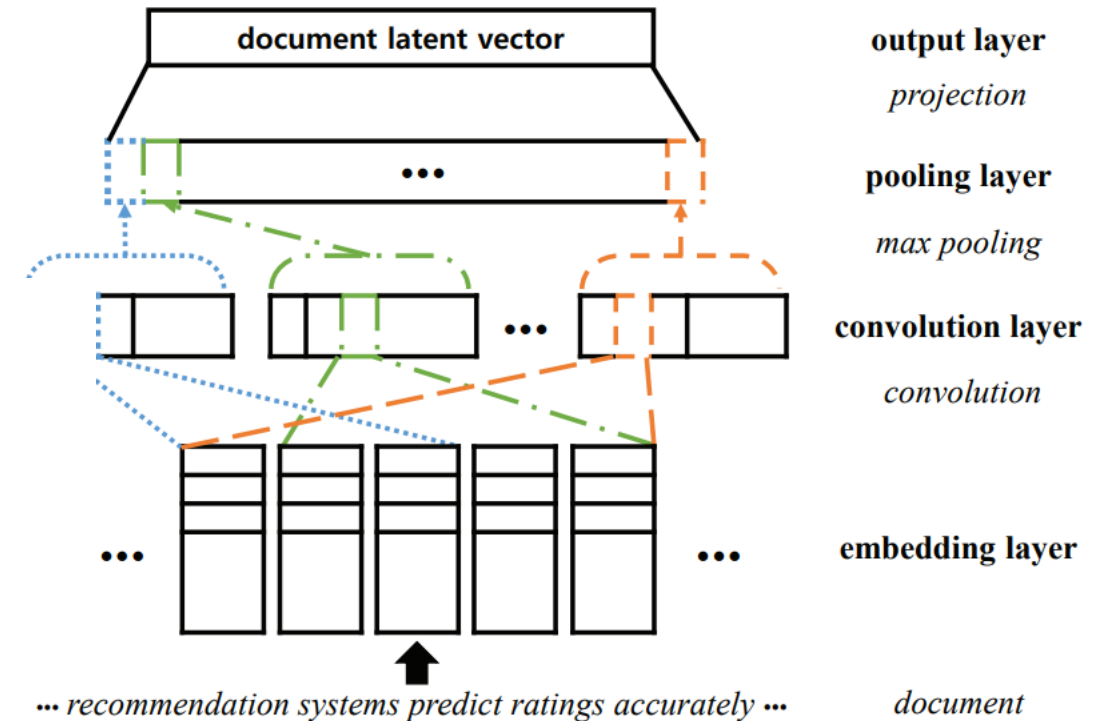 document latent vector
output layer
projection
•••
pooling layer
max pooling
•••
convolution layer
convolution
•••
•••
embedding layer
••• recommendation systems predict ratings accurately •••
document